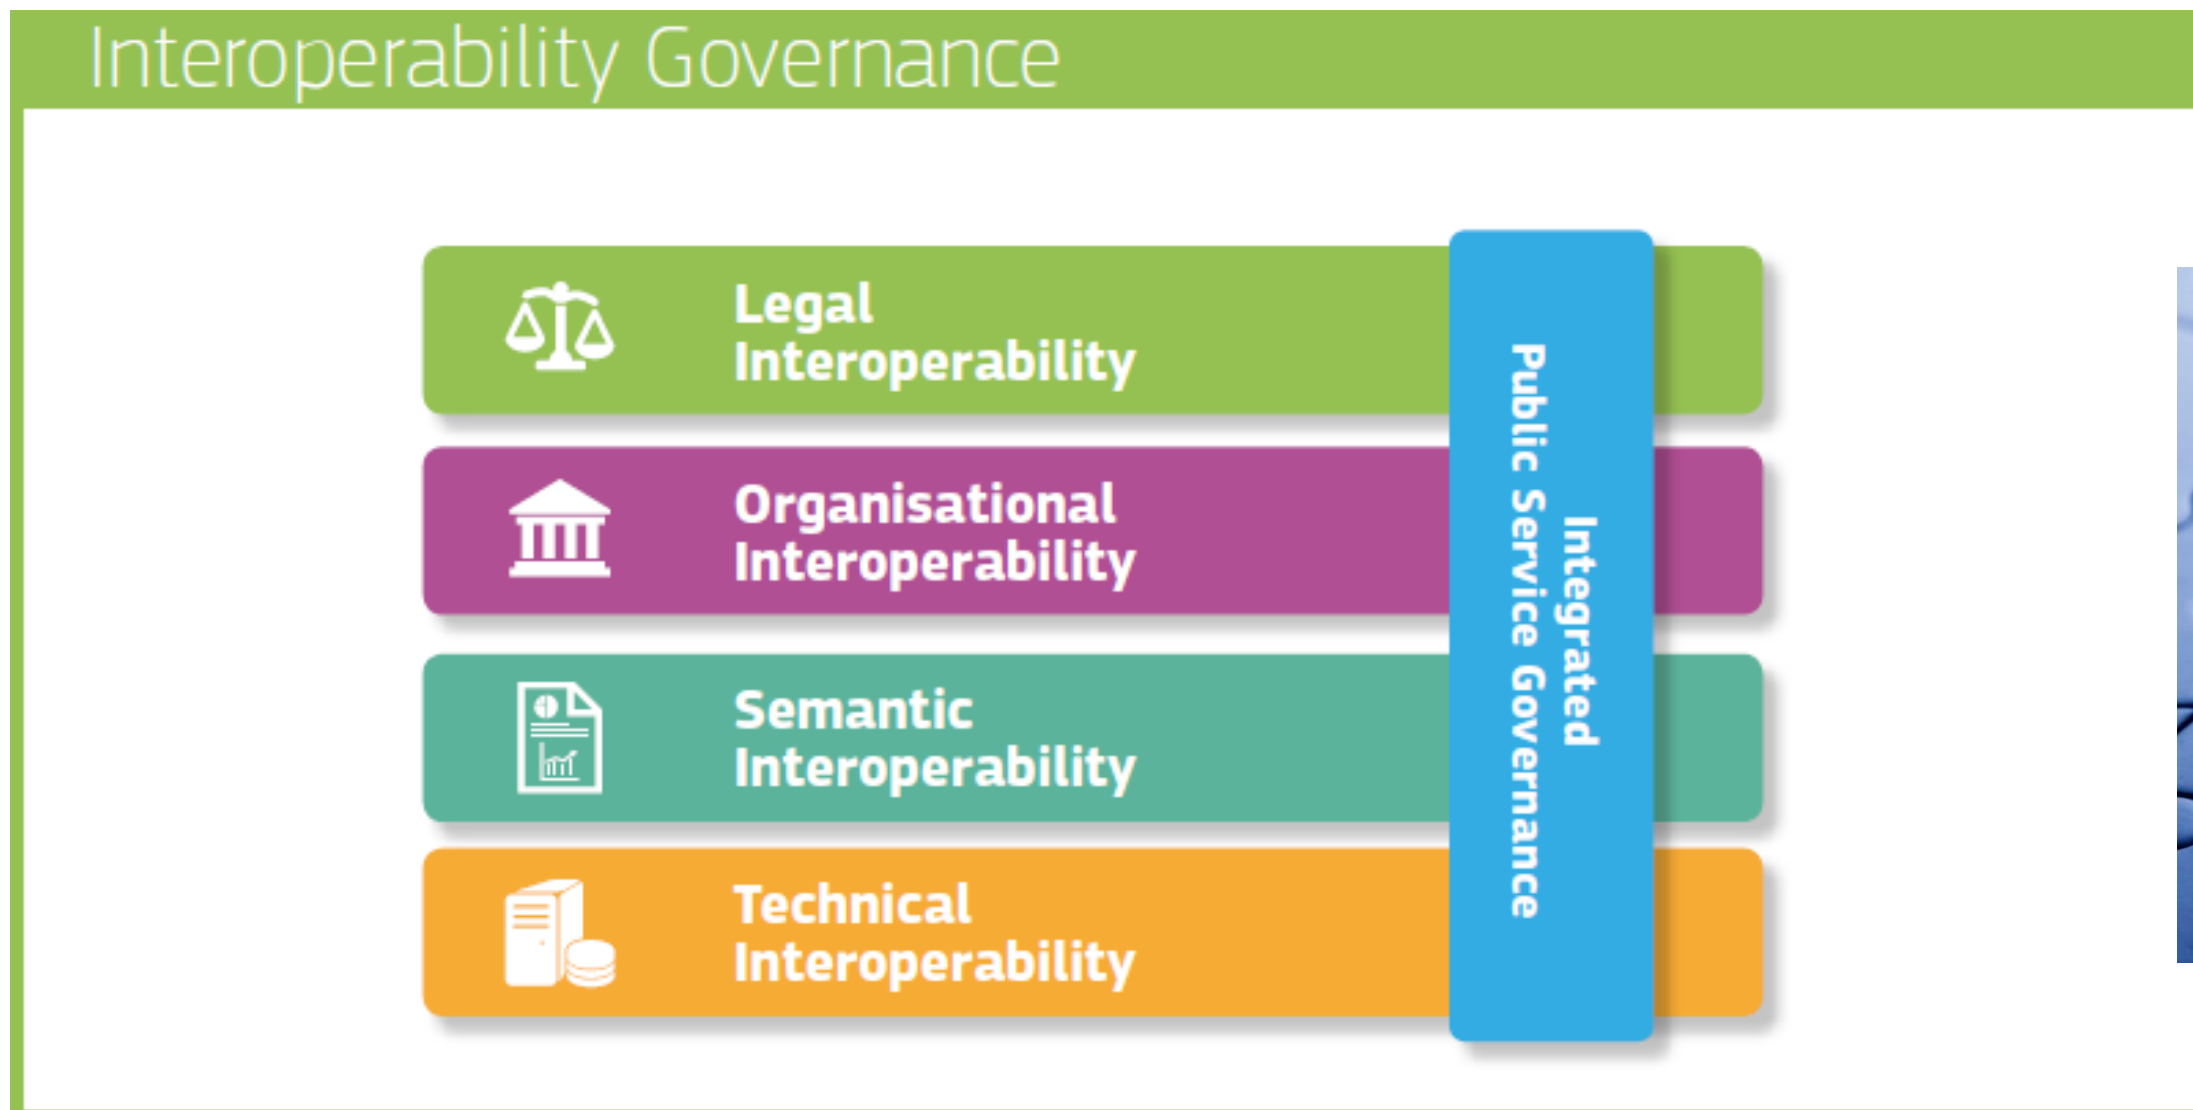 Interoperability Governance
Legal
Interoperability
Organisational
Interoperability
Semantic
Interoperability
Technical
Interoperability
Integrated
Public Service Governance